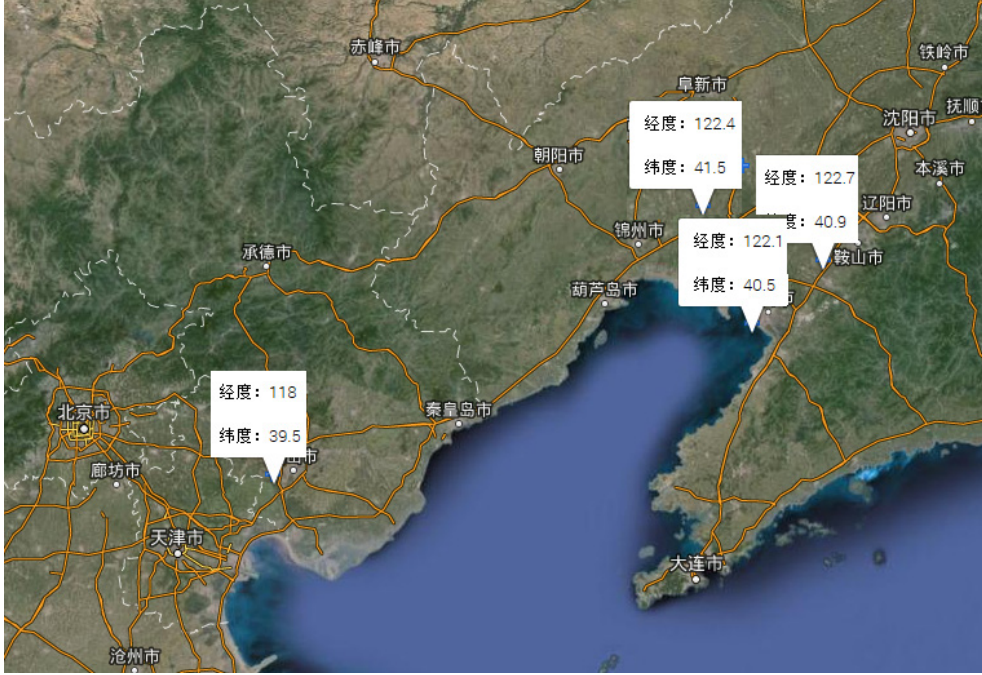 赤峰市
铁岭市
阜新市
抚顺
沈阳市
经度：122.4
纬度：41.5
朝阳市
本溪市
经度：122.7
度：40.9
辽阳市
锦州市
经度：122.1
纬度：40.5
鞍山市
承德市
葫芦岛市
市
经度：118
纬度：39.5
北京市
秦皇岛市
山市
廊坊市
天津市
大连市
沧州市